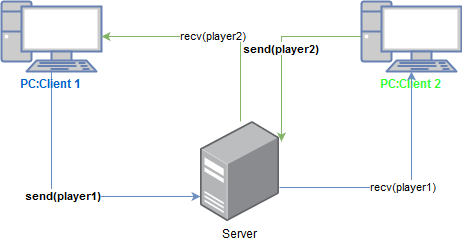 recv(player2)
send(player2)
PC:Client 1
PC:Client 2
send(player1)
recv(player1)
Server